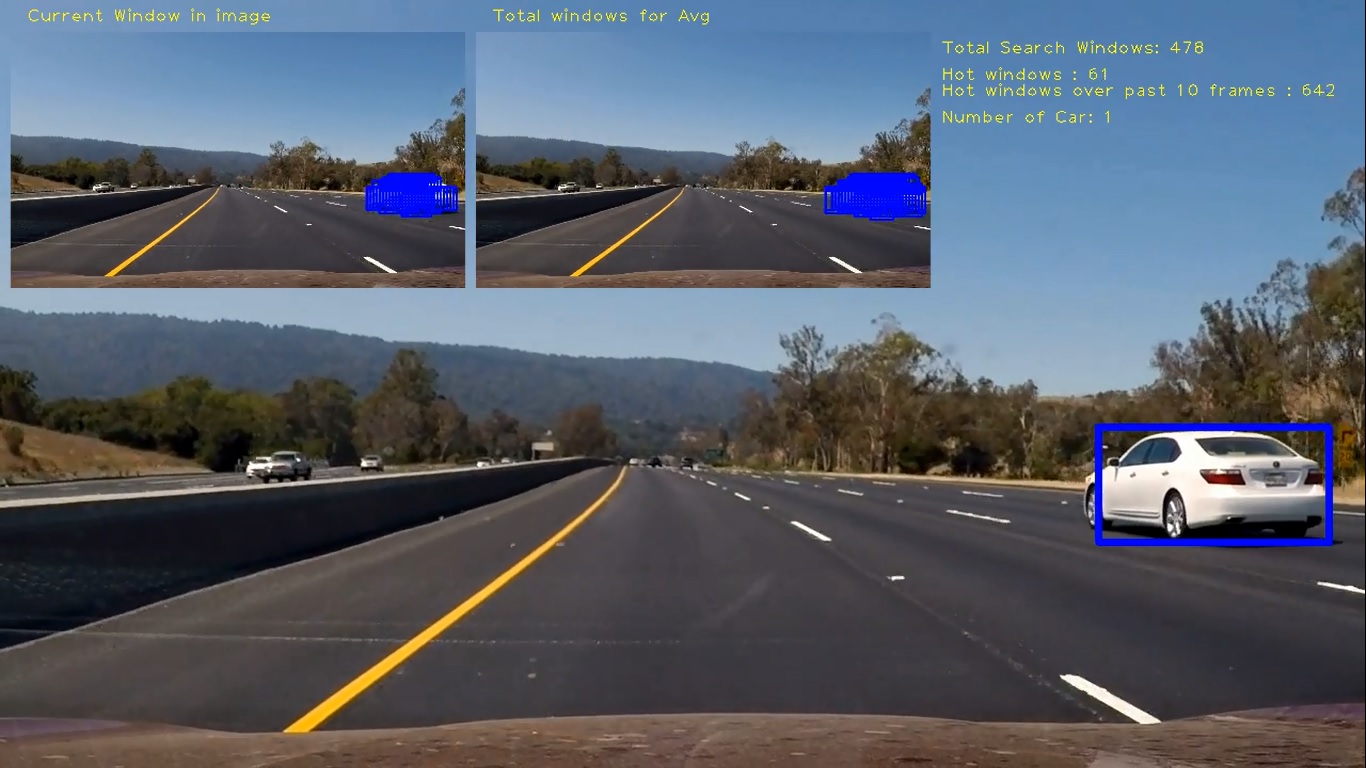 Current Window in image
Total windows for Avg
Total Search Windows: 478
Hot windows : 61
Hot windows over past 10 frames : 642
Number of Car: 1